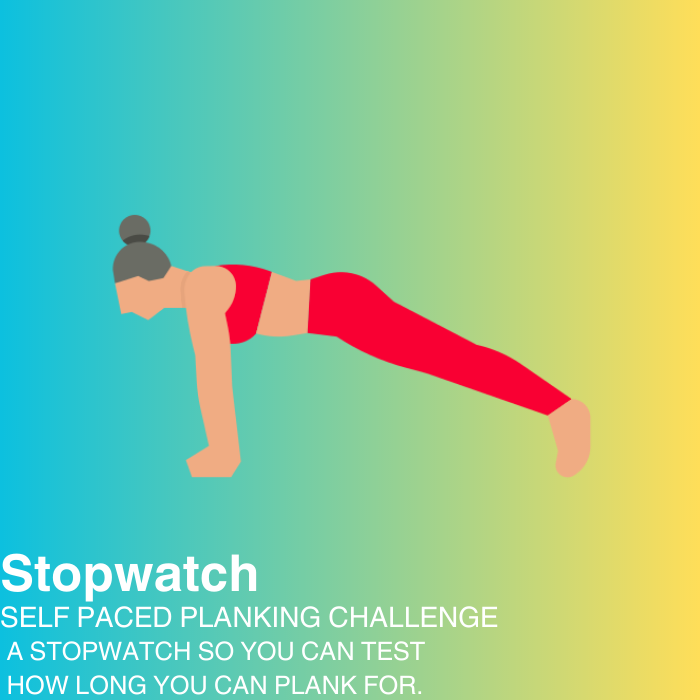 Stopwatch
SELF PACED PLANKING CHALLENGE
A STOPWATCH SO YOU CAN TEST
HOW LONG YOU CAN PLANK FOR.